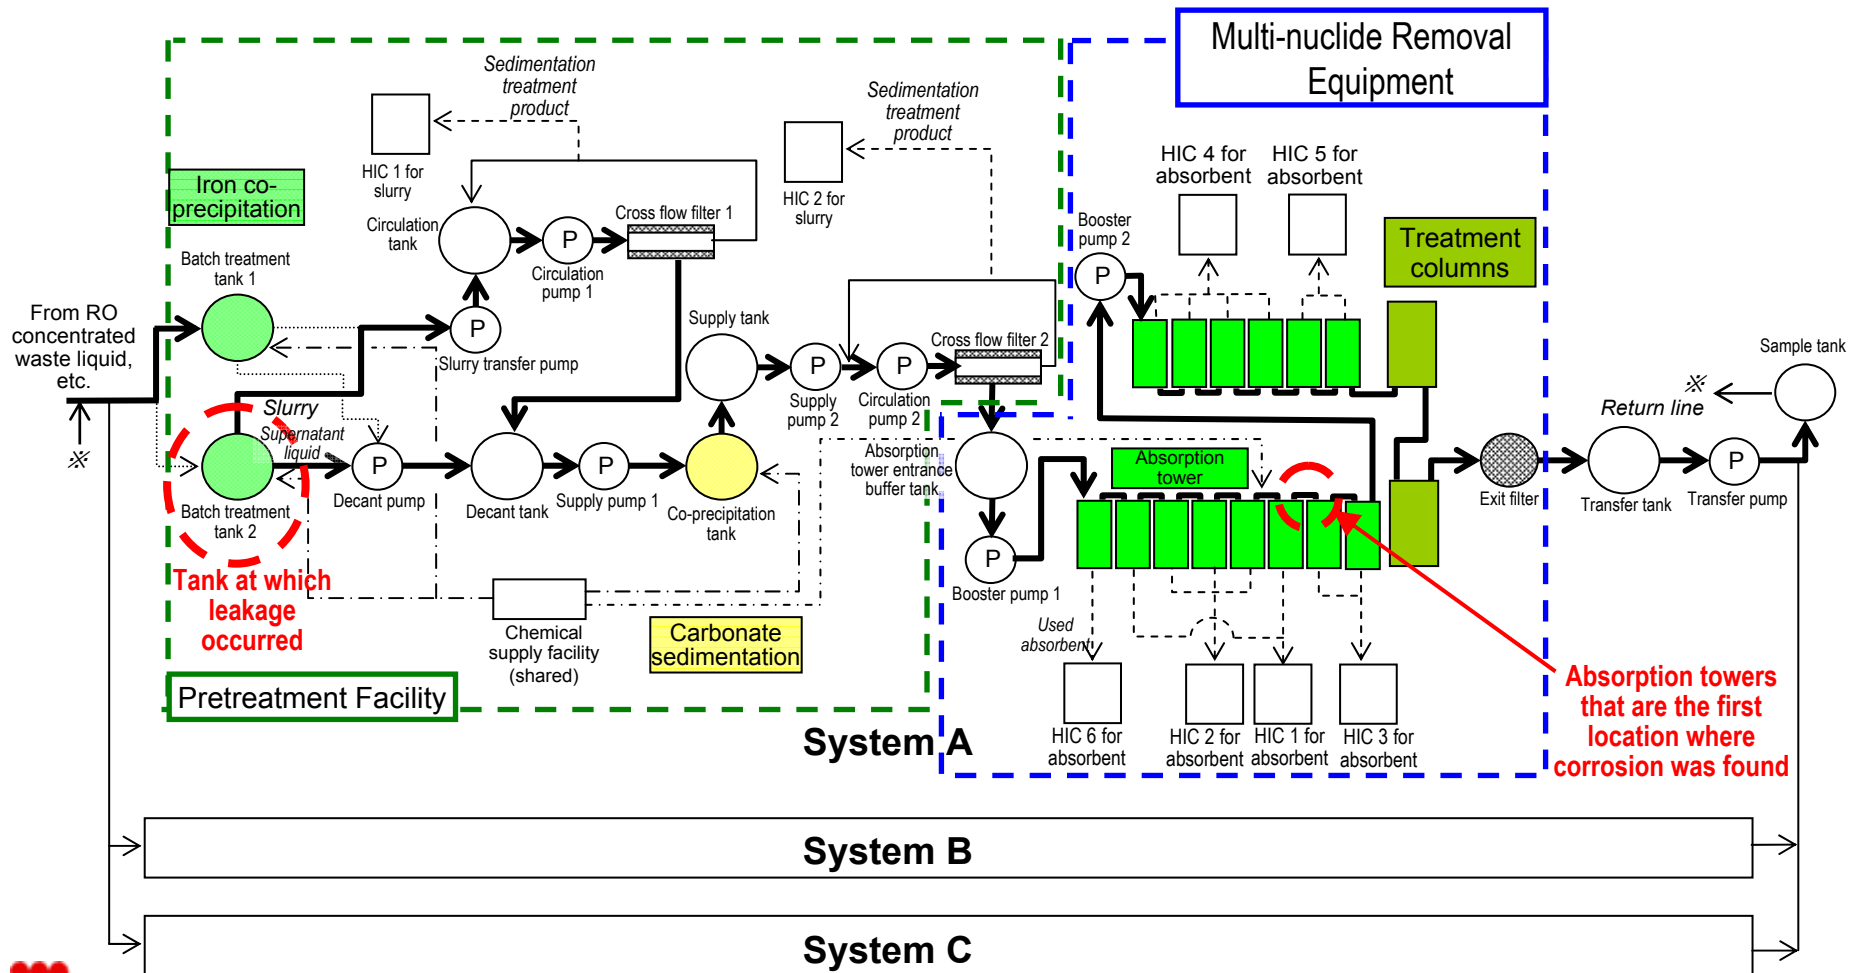 Multi-nuclide Removal
Equipment
Sedimentation
treatment
product
Sedimentation
treatment
product
HIC 1 for
slurry
HIC 2 for
slurry
HIC 4 for
absorbent
HIC 5 for
absorbent
Iron co-
precipitation
Circulation
tank
Cross flow filter 1
Booster
pump 2
Treatment
columns
P
Circulation
pump 1
P
Batch treatment
tank 1
From RO
concentrated
waste liquid,
etc.
P
Slurry transfer pump
Supply tank
P
Supply
pump 2
P
Circulation
pump 2
Cross flow filter 2
Sample tank
※
Return line
※
Slurry
Supernatant
liquid
P
Decant pump
Batch treatment
tank 2
Decant tank
P
Supply pump 1
Co-precipitation
tank
Absorption
tower entrance
buffer tank
Absorption
tower
Exit filter
Transfer tank
P
Transfer pump
P
Booster pump 1
Tank at which
leakage
occurred
Chemical
supply facility
(shared)
Carbonate
sedimentation
Used
absorbent
Pretreatment Facility
HIC 6 for
absorbent
HIC 2 for
absorbent
HIC 1 for
absorbent
HIC 3 for
absorbent
Absorption towers
that are the first
location where
corrosion was found
System A
System B
System C